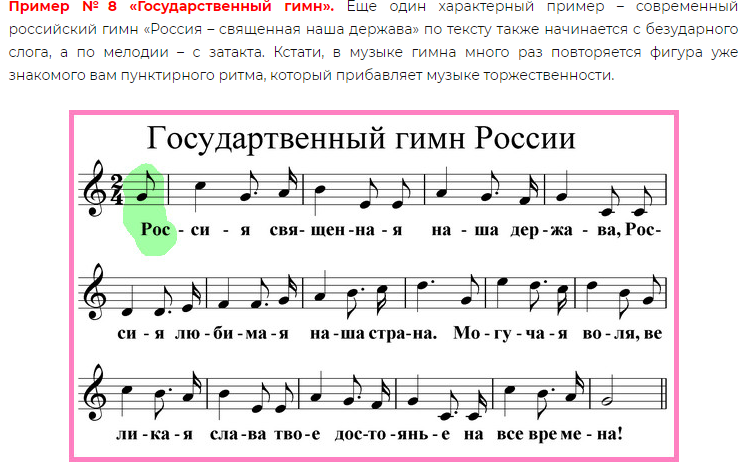 Пример № 8 «Государственный гимн». Еще один характерный пример – современный
российский гимн «Россия – священная наша держава» по тексту также начинается с безударного
слога, а по мелодии – с затакта. Кстати, в музыке гимна много раз повторяется фигура уже
знакомого вам пунктирного ритма, который прибавляет музыке торжественности.
Государтвенный гимн России
2
4
Рос - си - я свя- щен -на - я на - ша дер - жа - ва, Рос-
си - я лю - би - ма - я на - ша стра - на. Мо - гу - ча - я во - ля, ве
ли - ка - я сла - ва тво - е дос - то - янь - е на все вре ме - на!